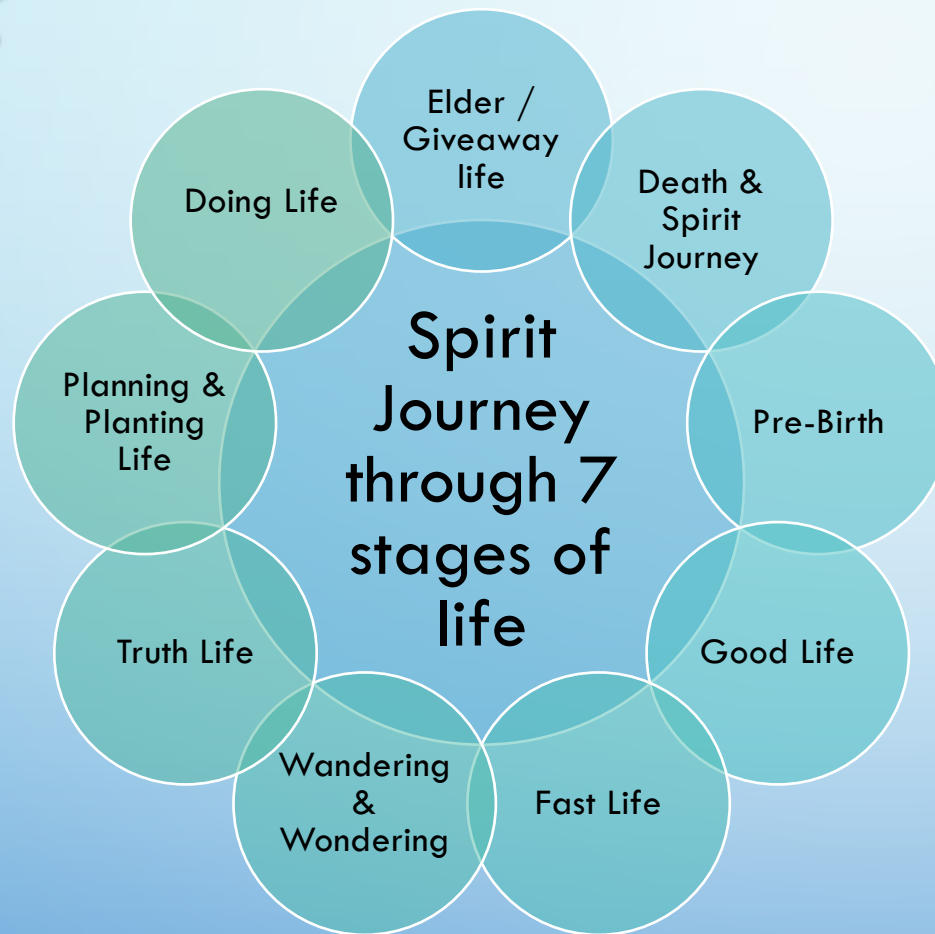 Elder /
Giveaway
life
Death &
Spirit
Journey
Pre-Birth
Good Life
Fast Life
Wandering
&
Wondering
Truth Life
Planning &
Planting
Life
Doing Life
Spirit
Journey
through 7
stages of
life